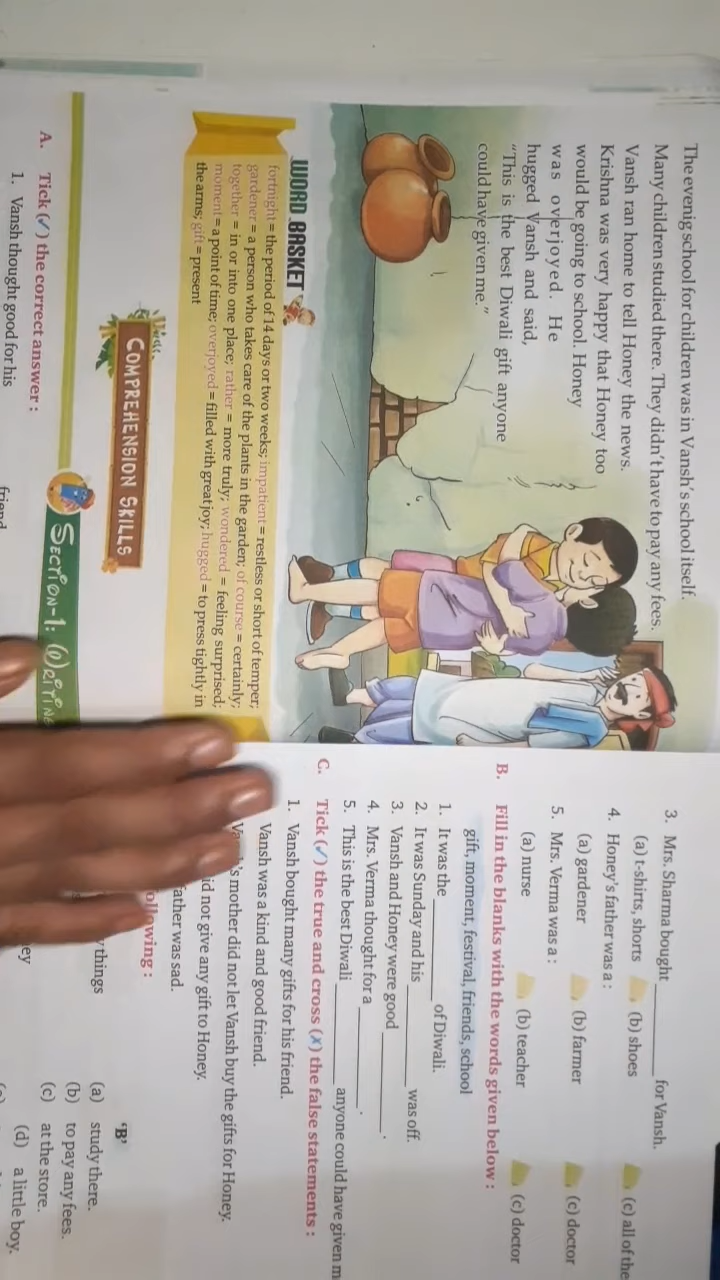 The evenig school for children was in Vansh's school itself.
Many children studied there. They didn't have to pay any fees.
Vansh ran home to tell Honey the news.
Krishna was very happy that Honey too
would be going to school. Honey
was overjoyed. He
hugged Vansh and said,
"This is the best Diwali gift anyone
could have given me."
WORD BASKET
fortnight = the period of 14 days or two weeks; impatient = restless or short of temper;
gardener = a person who takes care of the plants in the garden; of course = certainly;
together = in or into one place; rather = more truly; wondered = feeling surprised;
moment = a point of time; overjoyed = filled with great joy; hugged = to press tightly in
the arms; gift = present
COMPREHENSION SKILLS
SECTION-1: WRITING
A. Tick (✓) the correct answer :
1. Vansh thought good for his
friend
3. Mrs. Sharma bought ________ for Vansh.
(a) t-shirts, shorts (b) shoes (c) all of the
4. Honey's father was a :
(a) gardener (b) farmer (c) doctor
5. Mrs. Verma was a :
(a) nurse (b) teacher (c) doctor
B. Fill in the blanks with the words given below :
gift, moment, festival, friends, school
1. It was the ________ of Diwali.
2. It was Sunday and his ________ was off.
3. Vansh and Honey were good ________.
4. Mrs. Verma thought for a ________.
5. This is the best Diwali ________ anyone could have given m
C. Tick (✓) the true and cross (✗) the false statements :
1. Vansh bought many gifts for his friend.
Vansh was a kind and good friend.
's mother did not let Vansh buy the gifts for Honey.
id not give any gift to Honey.
father was sad.
ollowing :
'B'
things (a) study there.
(b) to pay any fees.
ey (c) at the store.
(d) a little boy.